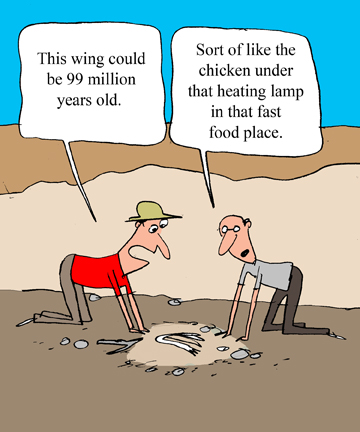 This wing could
be 99 million
years old.
Sort of like the
chicken under
that heating lamp
in that fast
food place.